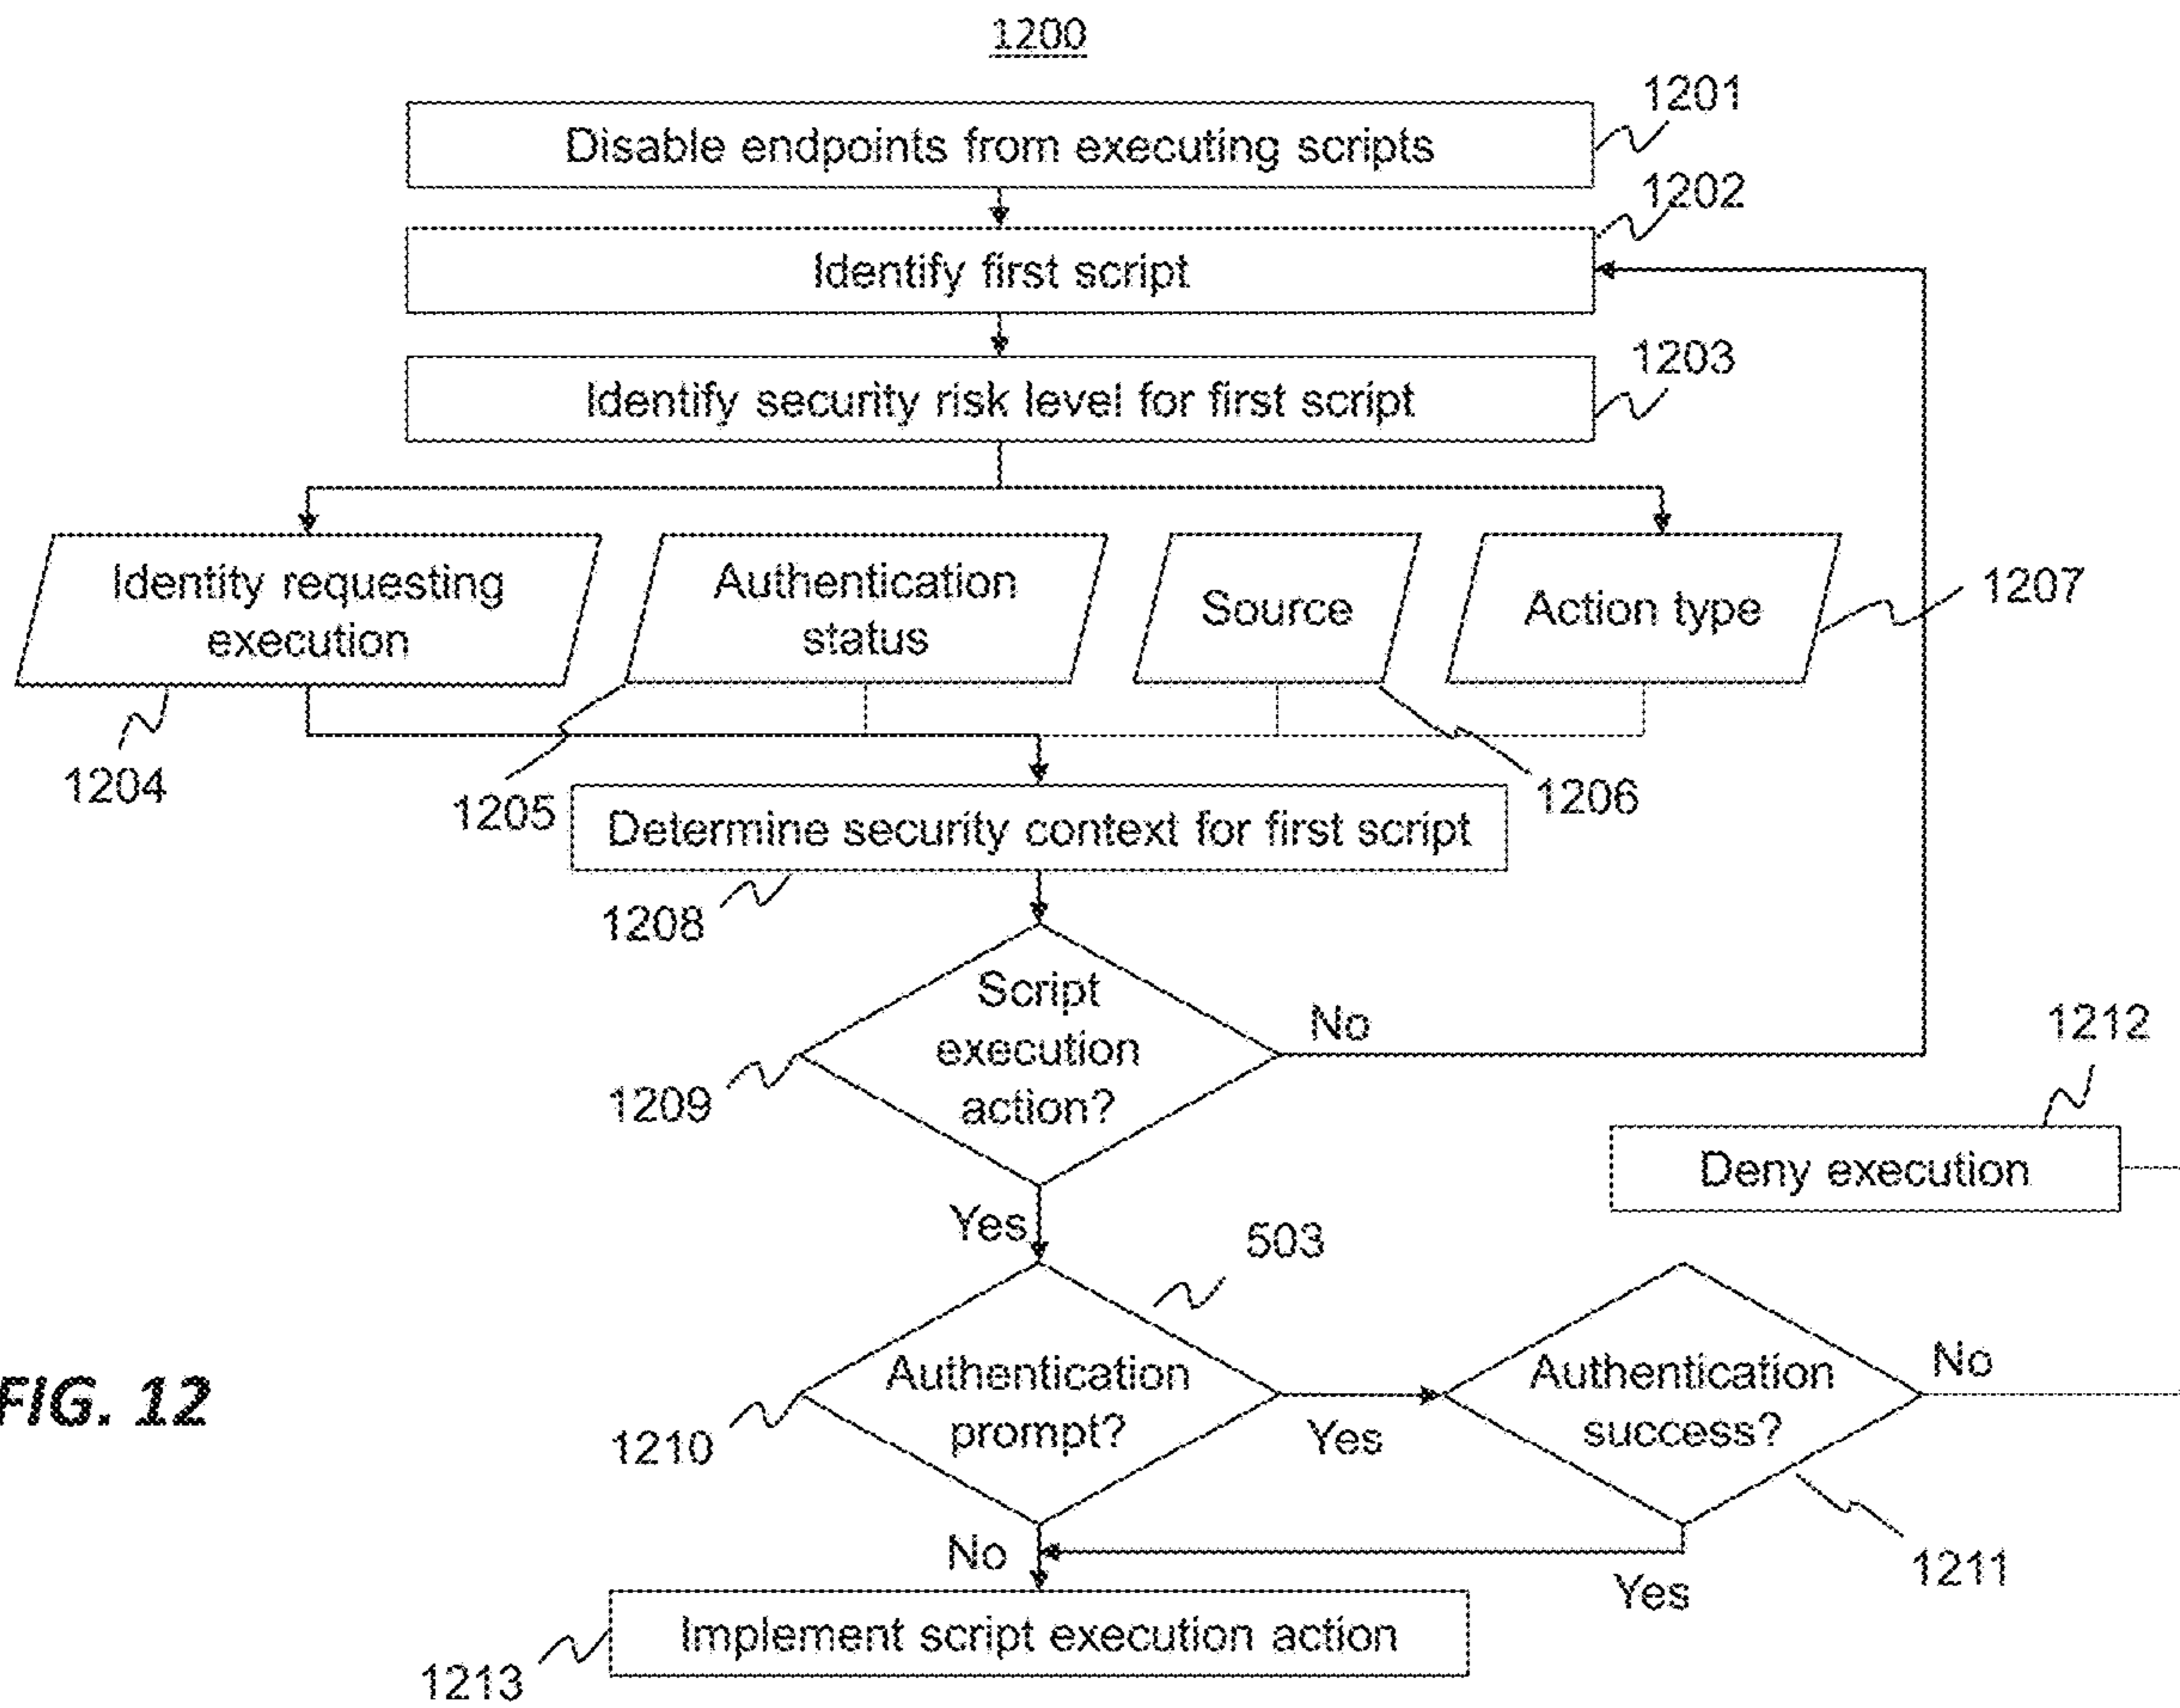 1200
1201
Disable endpoints from executing scripts
1202
Identify first script
1203
Identify security risk level for first script
Identity requesting
execution
Authentication
status
Source
Action type
1207
1204
1205
1206
Determine security context for first script
1208
Script
execution
action?
No
1209
1212
Deny execution
Yes
503
Authentication
prompt?
1210
Yes
Authentication
success?
No
FIG. 12
No
1211
Yes
Implement script execution action
1213